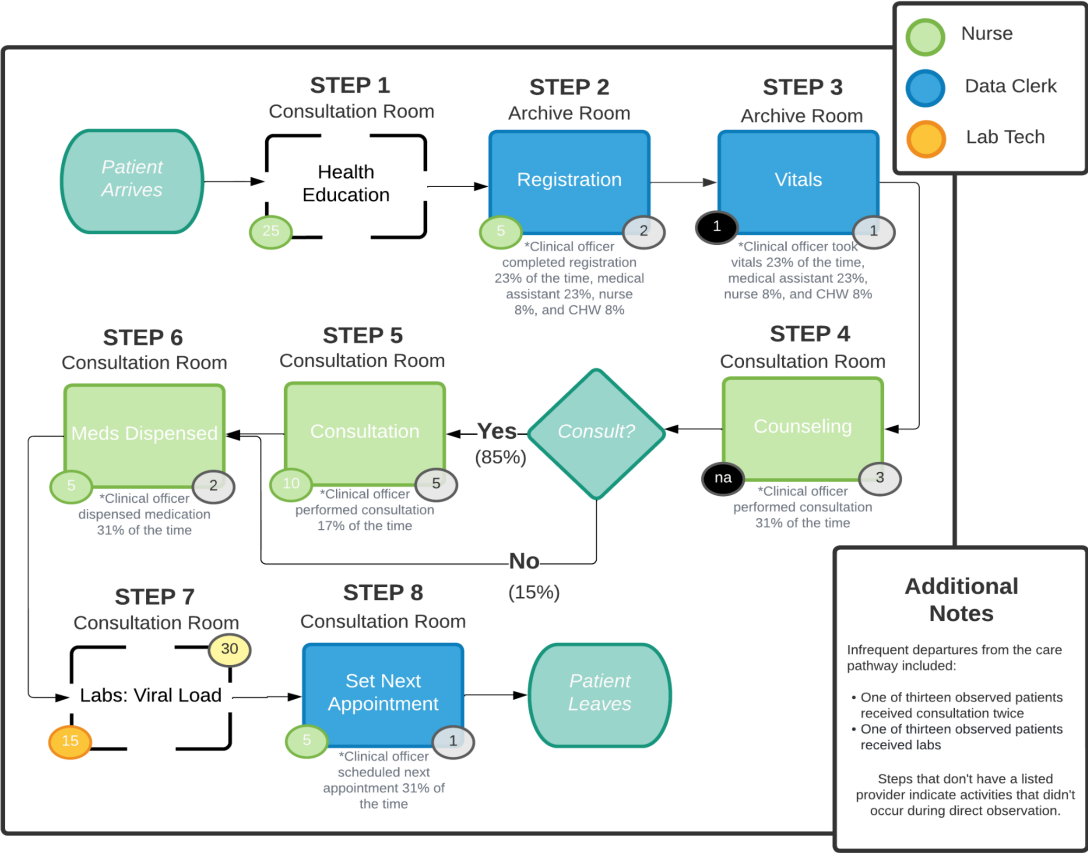 Nurse
Data Clerk
Lab Tech
STEP 1
Consultation Room
STEP 2
Archive Room
STEP 3
Archive Room
Patient
Arrives
Health
Education
25
Registration
5
2
*Clinical officer
completed registration
23% of the time, medical
assistant 23%, nurse
8%, and CHW 8%
Vitals
1
1
*Clinical officer took
vitals 23% of the time,
medical assistant 23%,
nurse 8%, and CHW 8%
STEP 4
Consultation Room
Counseling
na
3
*Clinical officer
performed consultation
31% of the time
Consult?
Yes
(85%)
No
(15%)
STEP 5
Consultation Room
Consultation
10
5
*Clinical officer
performed consultation
17% of the time
STEP 6
Consultation Room
Meds Dispensed
5
2
*Clinical officer
dispensed medication
31% of the time
STEP 7
Consultation Room
30
Labs: Viral Load
15
STEP 8
Consultation Room
Set Next
Appointment
5
1
*Clinical officer
scheduled next
appointment 31% of
the time
Patient
Leaves
Additional
Notes
Infrequent departures from the care
pathway included:
• One of thirteen observed patients
received consultation twice
• One of thirteen observed patients
received labs
Steps that don't have a listed
provider indicate activities that didn't
occur during direct observation.